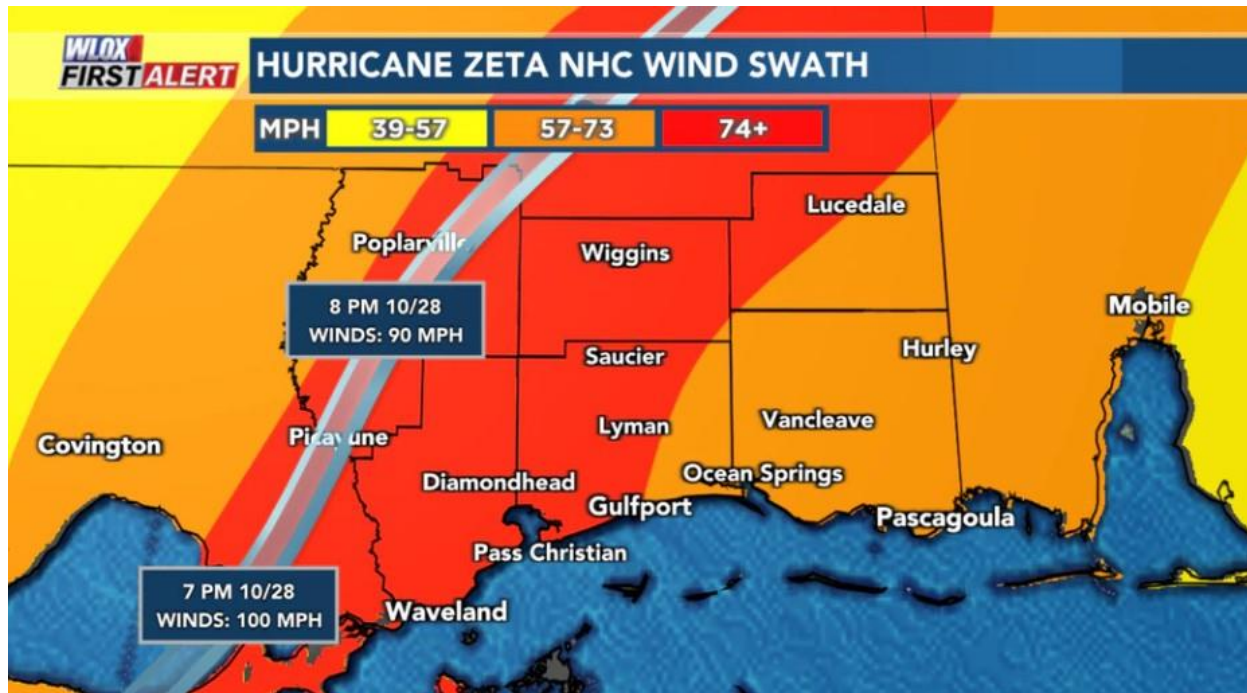 WLOX
FIRST ALERT
HURRICANE ZETA NHC WIND SWATH
MPH 39-57 57-73 74+
Lucedale
Poplarville
Wiggins
8 PM 10/28
WINDS: 90 MPH
Mobile
Saucier
Hurley
Covington
Picayune
Lyman
Vancleave
Diamondhead
Ocean Springs
Gulfport
Pascagoula
Pass Christian
7 PM 10/28
WINDS: 100 MPH
Waveland